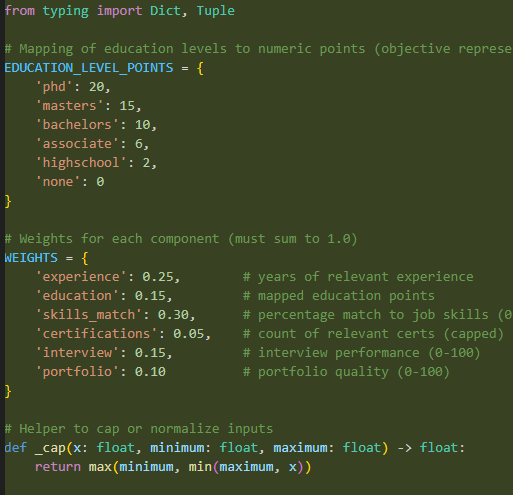 from typing import Dict, Tuple
# Mapping of education levels to numeric points (objective represe
EDUCATION_LEVEL_POINTS = {
    'phd': 20,
    'masters': 15,
    'bachelors': 10,
    'associate': 6,
    'highschool': 2,
    'none': 0
}
# Weights for each component (must sum to 1.0)
WEIGHTS = {
    'experience': 0.25,        # years of relevant experience
    'education': 0.15,         # mapped education points
    'skills_match': 0.30,      # percentage match to job skills (0
    'certifications': 0.05,    # count of relevant certs (capped)
    'interview': 0.15,         # interview performance (0-100)
    'portfolio': 0.10          # portfolio quality (0-100)
}
# Helper to cap or normalize inputs
def _cap(x: float, minimum: float, maximum: float) -> float:
    return max(minimum, min(maximum, x))